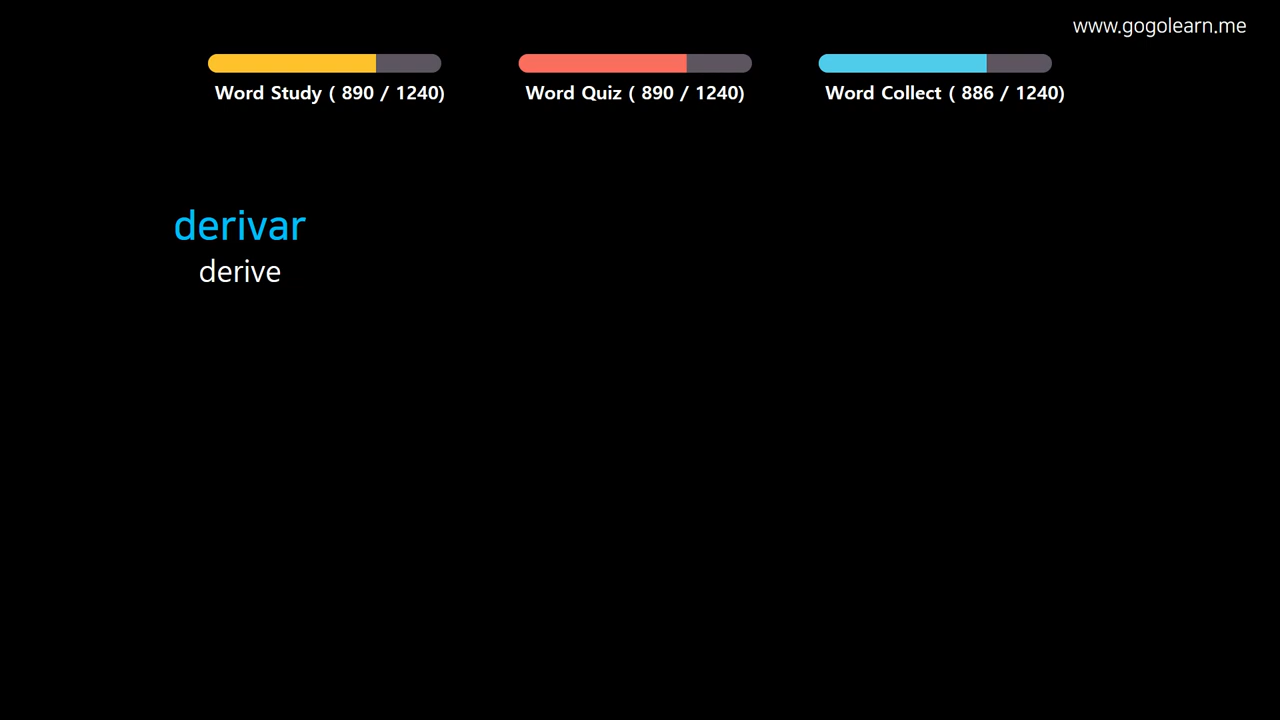 www.gogolearn.me
Word Study ( 890 / 1240)
Word Quiz ( 890 / 1240)
Word Collect ( 886 / 1240)
derivar
derive